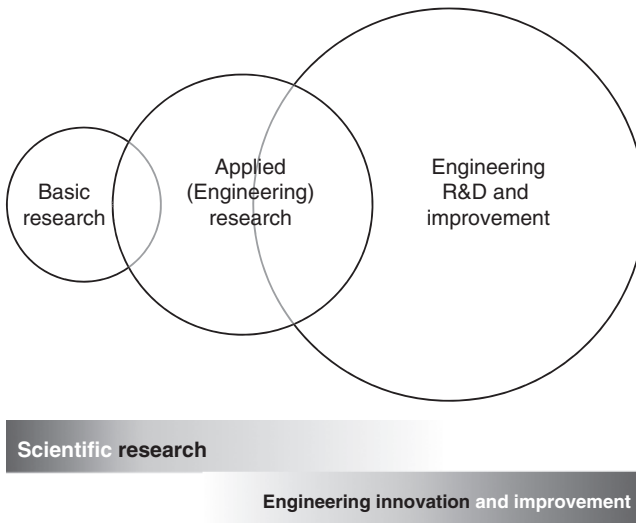 Basic
research
Applied
(Engineering)
research
Engineering
R&D and
improvement
Scientific research
Engineering innovation and improvement